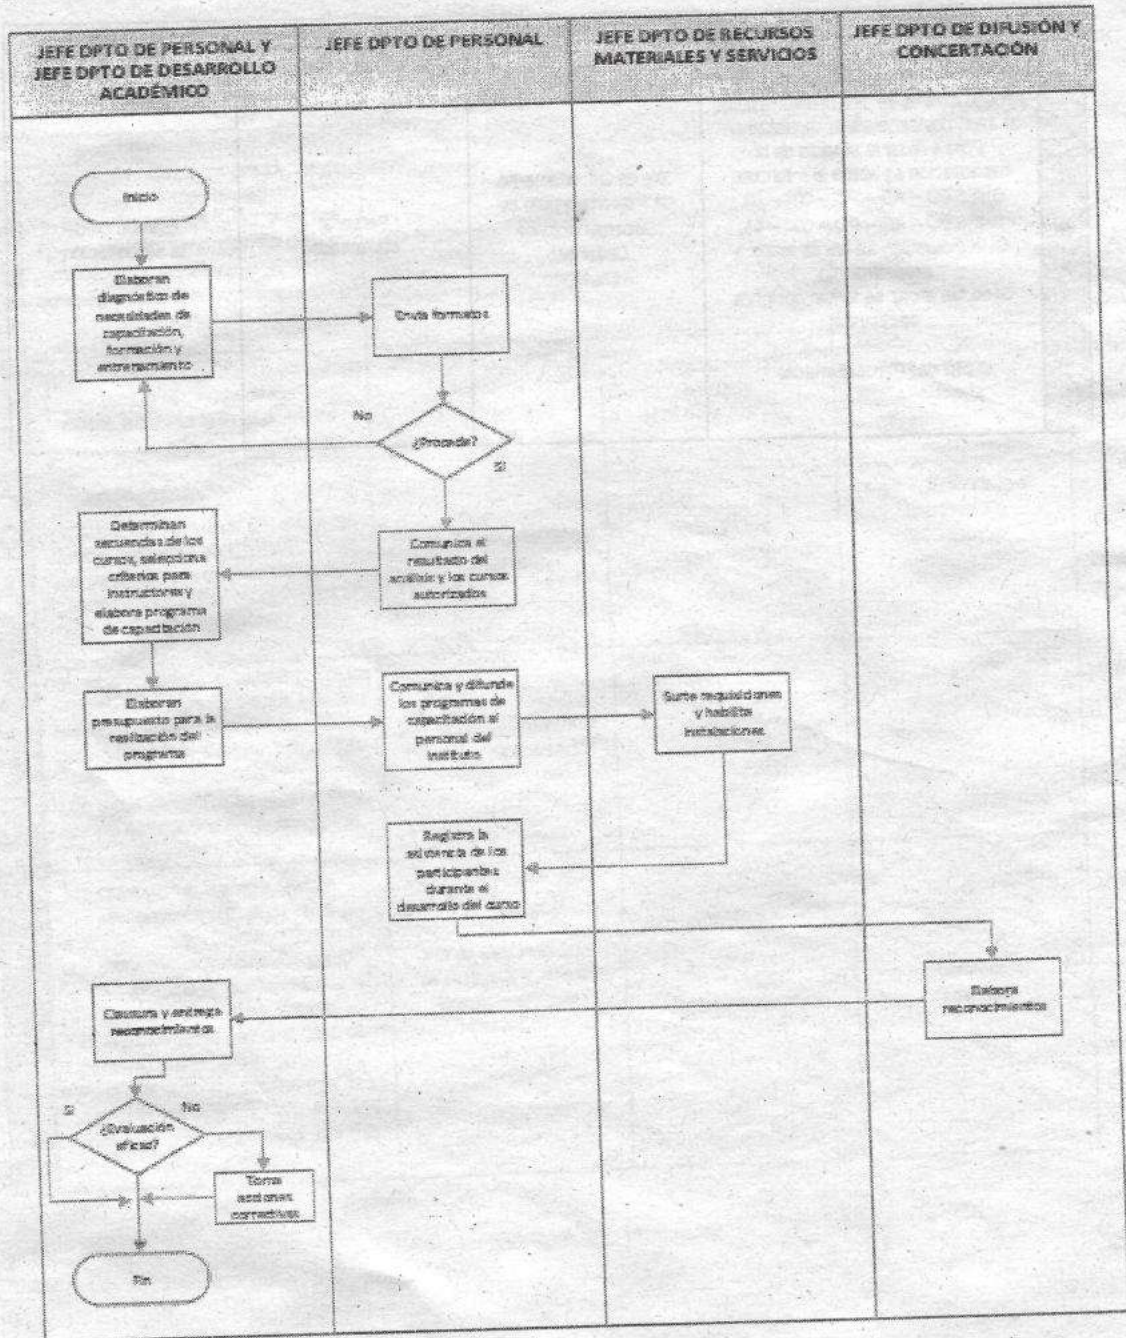 JEFE DPTO DE PERSONAL Y
JEFE DPTO DE DESARROLLO
ACADÉMICO
JEFE DPTO DE PERSONAL
JEFE DPTO DE RECURSOS
MATERIALES Y SERVICIOS
JEFE DPTO DE DIFUSIÓN Y
CONCERTACIÓN
Inicio
Elaboran
diagnóstico de
necesidades de
capacitación,
formación y
entrenamiento
Envía formatos
No
¿Procede?
Si
Comunica el
resultado del
análisis y los cursos
autorizados
Determinan
secuencias de los
cursos, selecciona
criterios para
instructores y
elabora programa
de capacitación
Elaboran
presupuesto para la
realización del
programa
Comunica y difunde
los programas de
capacitación al
personal del
instituto
Surte requisiciones
y habilita
instalaciones
Registra la
asistencia de los
participantes
durante el
desarrollo del curso
Elabora
reconocimientos
Clausura y entrega
reconocimientos
Si
No
¿Evaluación
eficaz?
Toma
acciones
correctivas
Fin